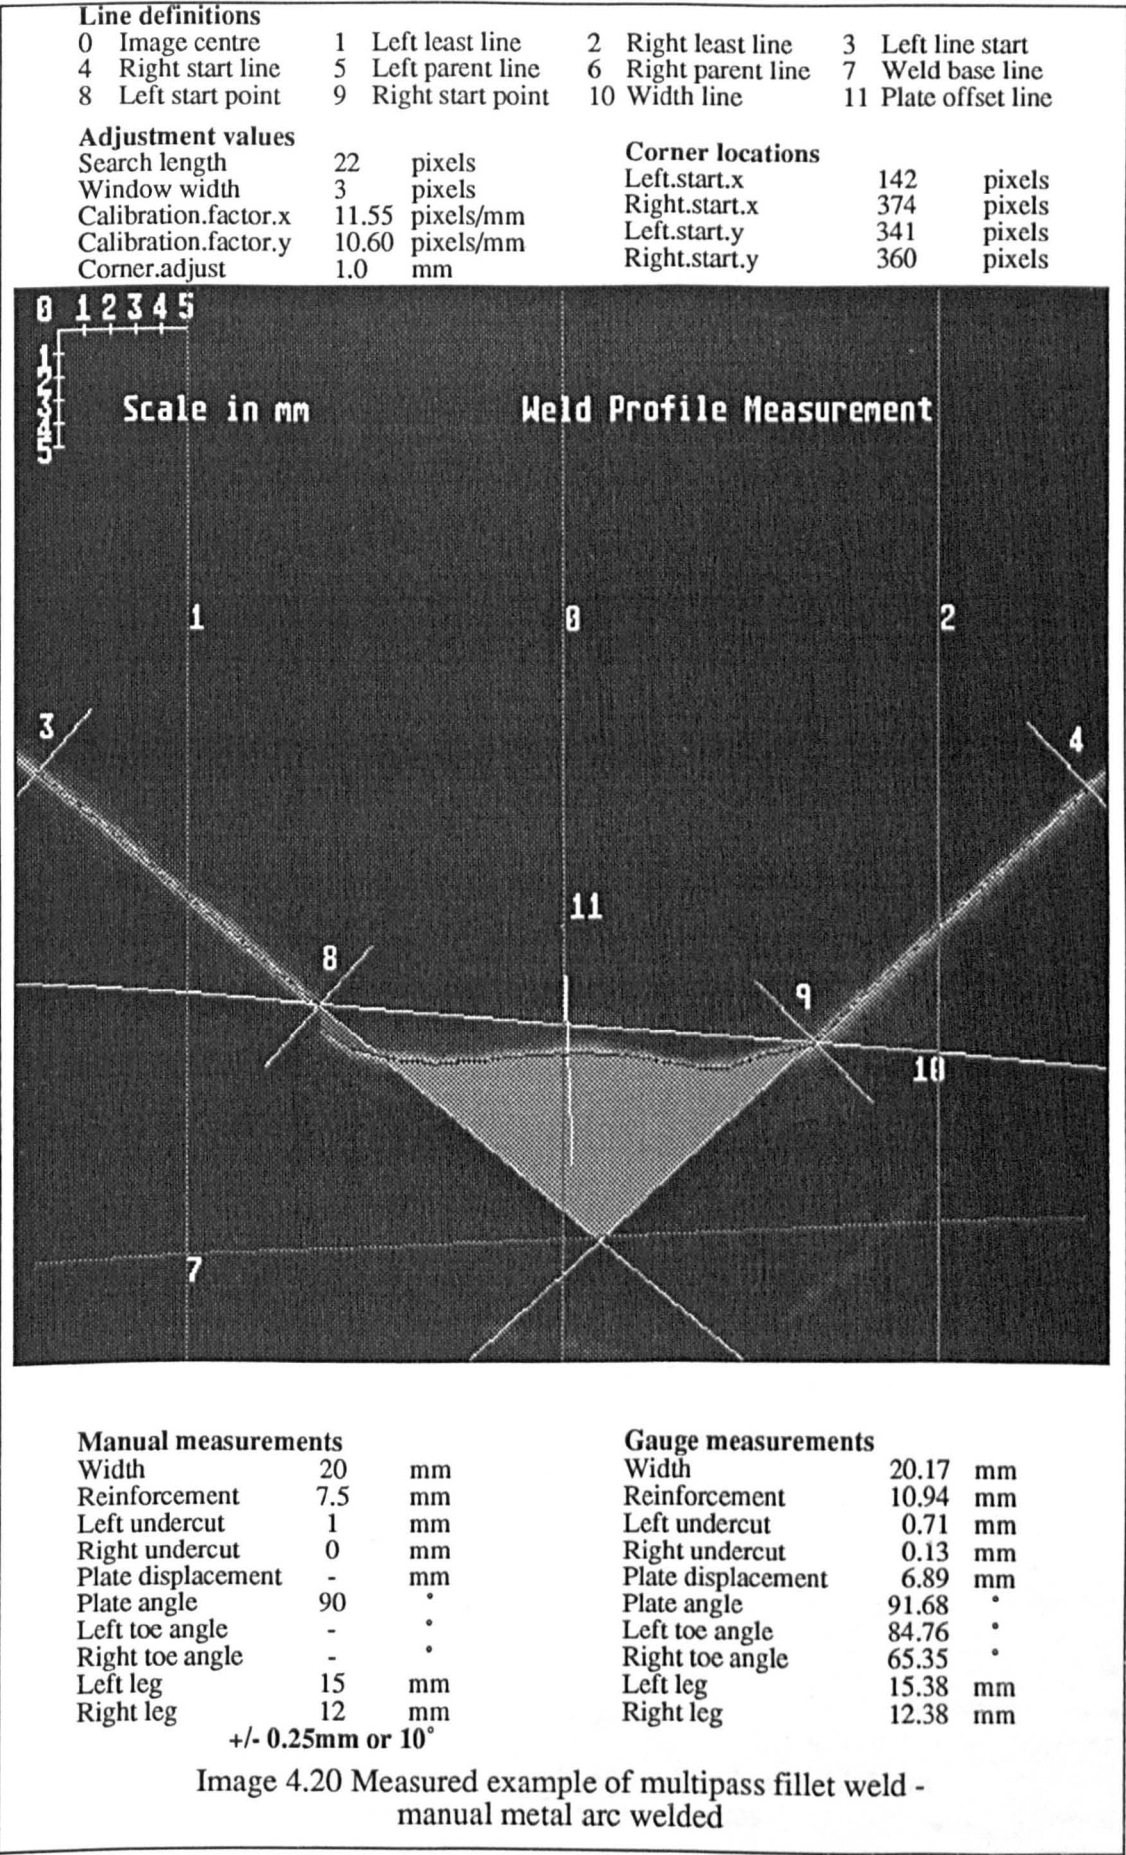 Line definitions
0 Image centre 1 Left least line 2 Right least line 3 Left line start
4 Right start line 5 Left parent line 6 Right parent line 7 Weld base line
8 Left start point 9 Right start point 10 Width line 11 Plate offset line
Adjustment values
Search length 22 pixels
Window width 3 pixels
Calibration.factor.x 11.55 pixels/mm
Calibration.factor.y 10.60 pixels/mm
Corner.adjust 1.0 mm
Corner locations
Left.start.x 142 pixels
Right.start.x 374 pixels
Left.start.y 341 pixels
Right.start.y 360 pixels
0 1 2 3 4 5
1
2
3
4
5
Scale in mm Weld Profile Measurement
1 0 2
3 4
11
8 9
10
7
Manual measurements
Width 20 mm
Reinforcement 7.5 mm
Left undercut 1 mm
Right undercut 0 mm
Plate displacement - mm
Plate angle 90 °
Left toe angle - °
Right toe angle - °
Left leg 15 mm
Right leg 12 mm
+/- 0.25mm or 10°
Gauge measurements
Width 20.17 mm
Reinforcement 10.94 mm
Left undercut 0.71 mm
Right undercut 0.13 mm
Plate displacement 6.89 mm
Plate angle 91.68 °
Left toe angle 84.76 °
Right toe angle 65.35 °
Left leg 15.38 mm
Right leg 12.38 mm
Image 4.20 Measured example of multipass fillet weld -
manual metal arc welded